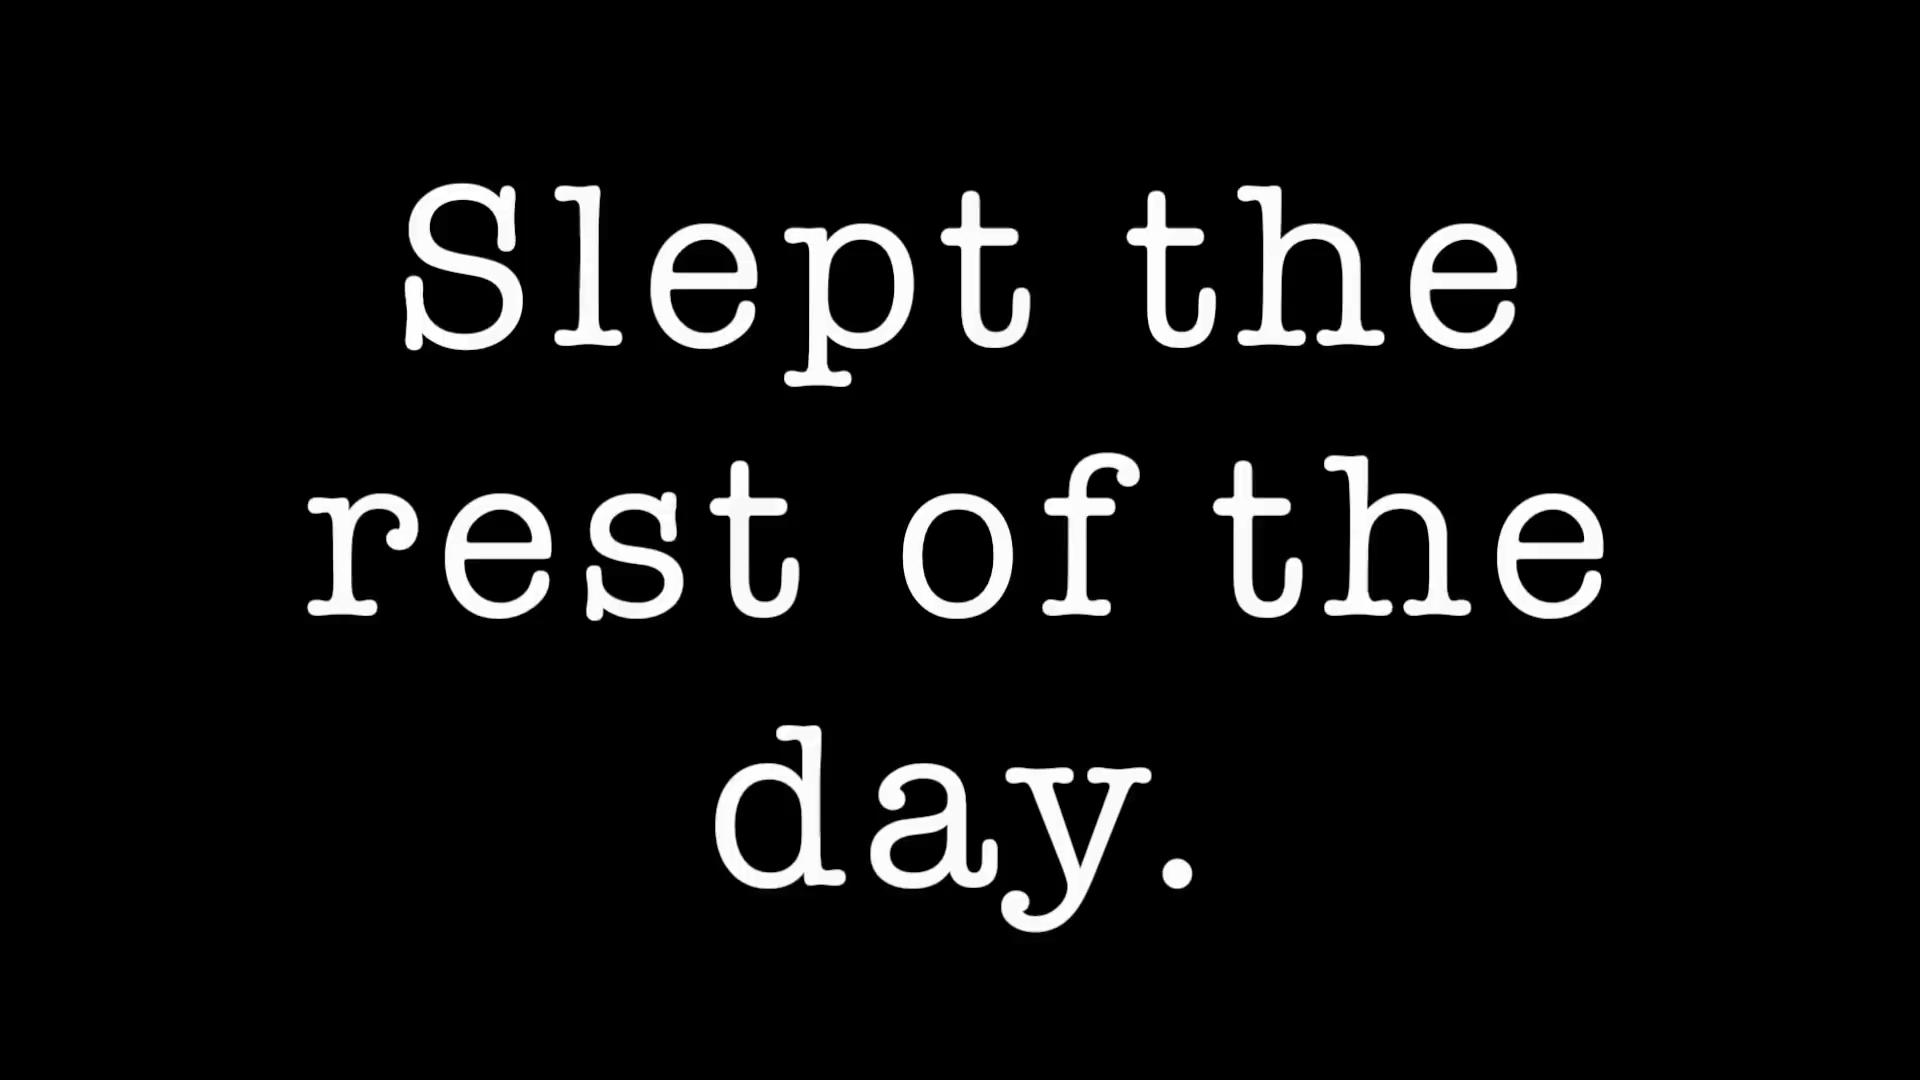 Slept the
rest of the
day.